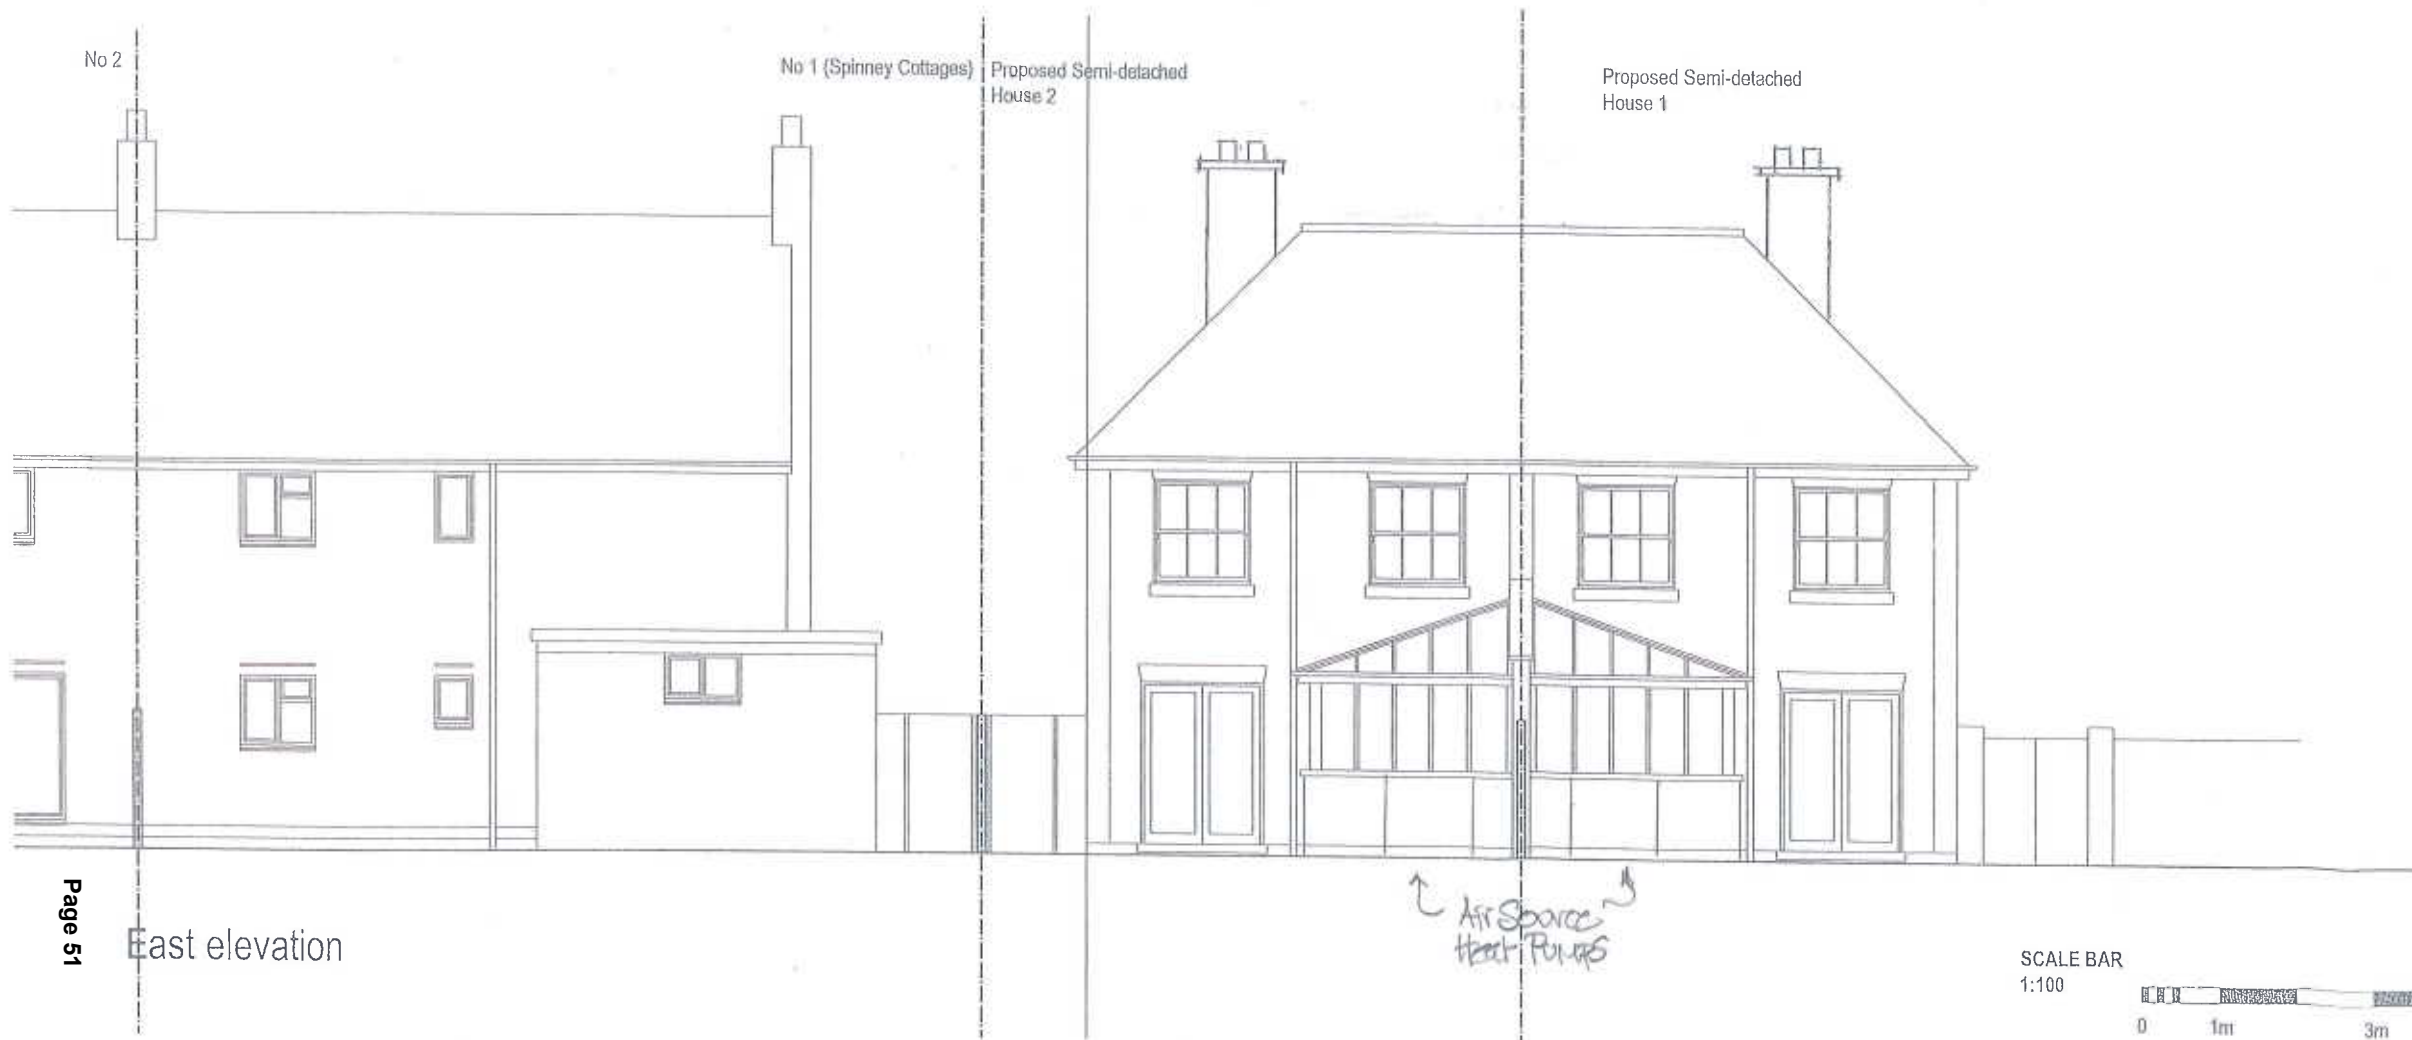 No 2
No 1 (Spinney Cottages)
Proposed Semi-detached
House 2
Proposed Semi-detached
House 1
Air Source
Heat Pumps
Page 51
East elevation
SCALE BAR
1:100
0 1m 3m